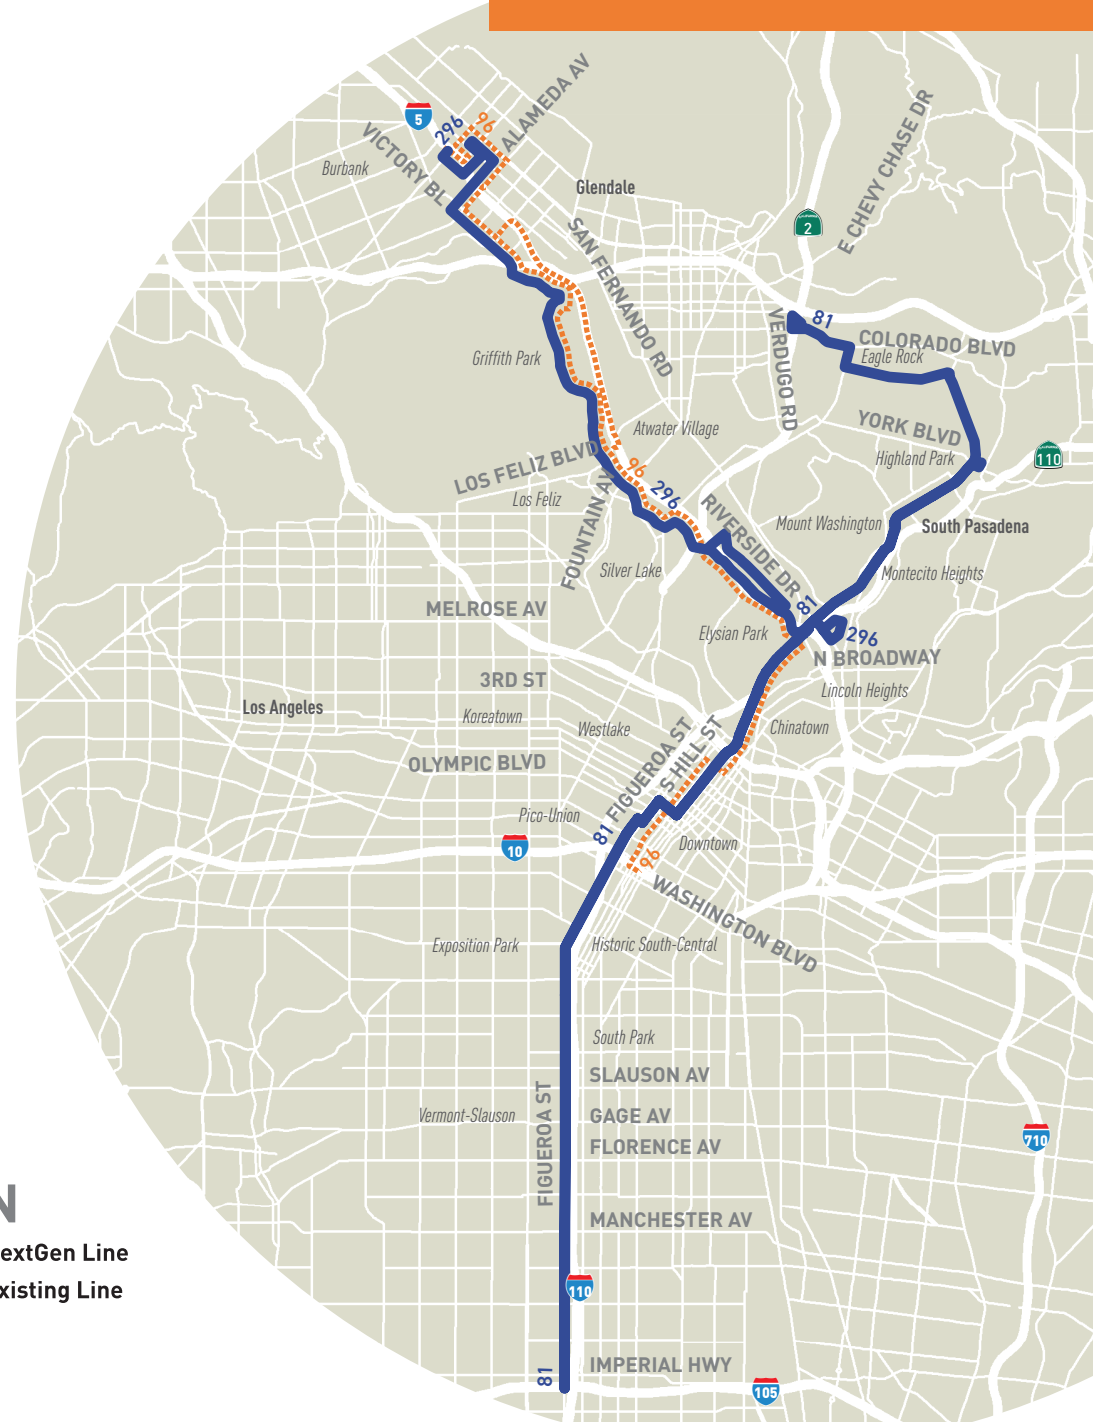 ALAMEDA AV
5
296
96
VICTORY BL
Burbank
Glendale
E CHEVY CHASE DR
CALIFORNIA
2
SAN FERNANDO RD
81
VERDUGO RD
COLORADO BLVD
Eagle Rock
Griffith Park
YORK BLVD
Atwater Village
Highland Park
110
LOS FELIZ BLVD
96
296
Los Feliz
FOUNTAIN AV
RIVERSIDE DR
Mount Washington
South Pasadena
Silver Lake
Montecito Heights
MELROSE AV
81
Elysian Park
296
N BROADWAY
3RD ST
Lincoln Heights
Los Angeles
Koreatown
Westlake
Chinatown
FIGUEROA ST
S HILL ST
OLYMPIC BLVD
Pico-Union
81
10
Downtown
96
WASHINGTON BLVD
Exposition Park
Historic South-Central
South Park
SLAUSON AV
Vermont-Slauson
GAGE AV
FIGUEROA ST
FLORENCE AV
710
N
MANCHESTER AV
extGen Line
xisting Line
110
81
IMPERIAL HWY
105